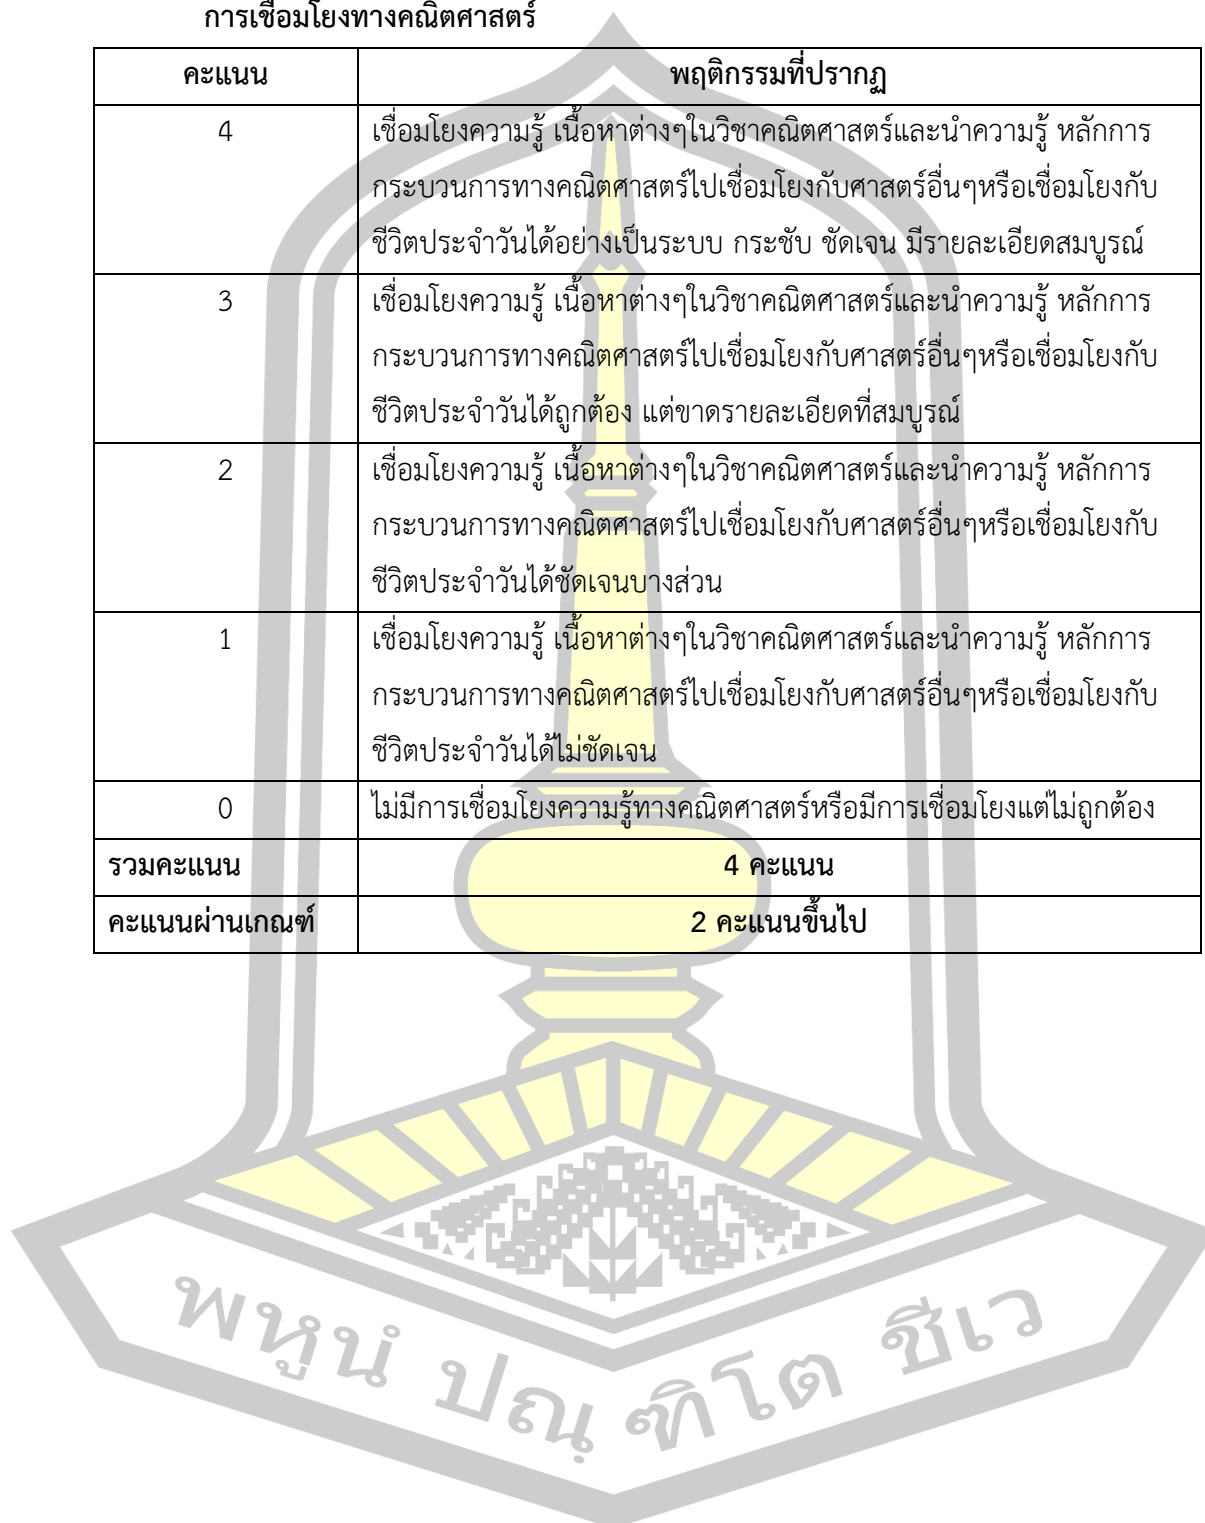 การเชื่อมโยงทางคณิตศาสตร์
คะแนน พฤติกรรมที่ปรากฏ
4 เชื่อมโยงความรู้ เนื้อหาต่างๆในวิชาคณิตศาสตร์และนำความรู้ หลักการ
กระบวนการทางคณิตศาสตร์ไปเชื่อมโยงกับศาสตร์อื่นๆหรือเชื่อมโยงกับ
ชีวิตประจำวันได้อย่างเป็นระบบ กระชับ ชัดเจน มีรายละเอียดสมบูรณ์
3 เชื่อมโยงความรู้ เนื้อหาต่างๆในวิชาคณิตศาสตร์และนำความรู้ หลักการ
กระบวนการทางคณิตศาสตร์ไปเชื่อมโยงกับศาสตร์อื่นๆหรือเชื่อมโยงกับ
ชีวิตประจำวันได้ถูกต้อง แต่ขาดรายละเอียดที่สมบูรณ์
2 เชื่อมโยงความรู้ เนื้อหาต่างๆในวิชาคณิตศาสตร์และนำความรู้ หลักการ
กระบวนการทางคณิตศาสตร์ไปเชื่อมโยงกับศาสตร์อื่นๆหรือเชื่อมโยงกับ
ชีวิตประจำวันได้ชัดเจนบางส่วน
1 เชื่อมโยงความรู้ เนื้อหาต่างๆในวิชาคณิตศาสตร์และนำความรู้ หลักการ
กระบวนการทางคณิตศาสตร์ไปเชื่อมโยงกับศาสตร์อื่นๆหรือเชื่อมโยงกับ
ชีวิตประจำวันได้ไม่ชัดเจน
0 ไม่มีการเชื่อมโยงความรู้ทางคณิตศาสตร์หรือมีการเชื่อมโยงแต่ไม่ถูกต้อง
รวมคะแนน 4 คะแนน
คะแนนผ่านเกณฑ์ 2 คะแนนขึ้นไป
พหูนํ ปณฺฑิโต ชีเว